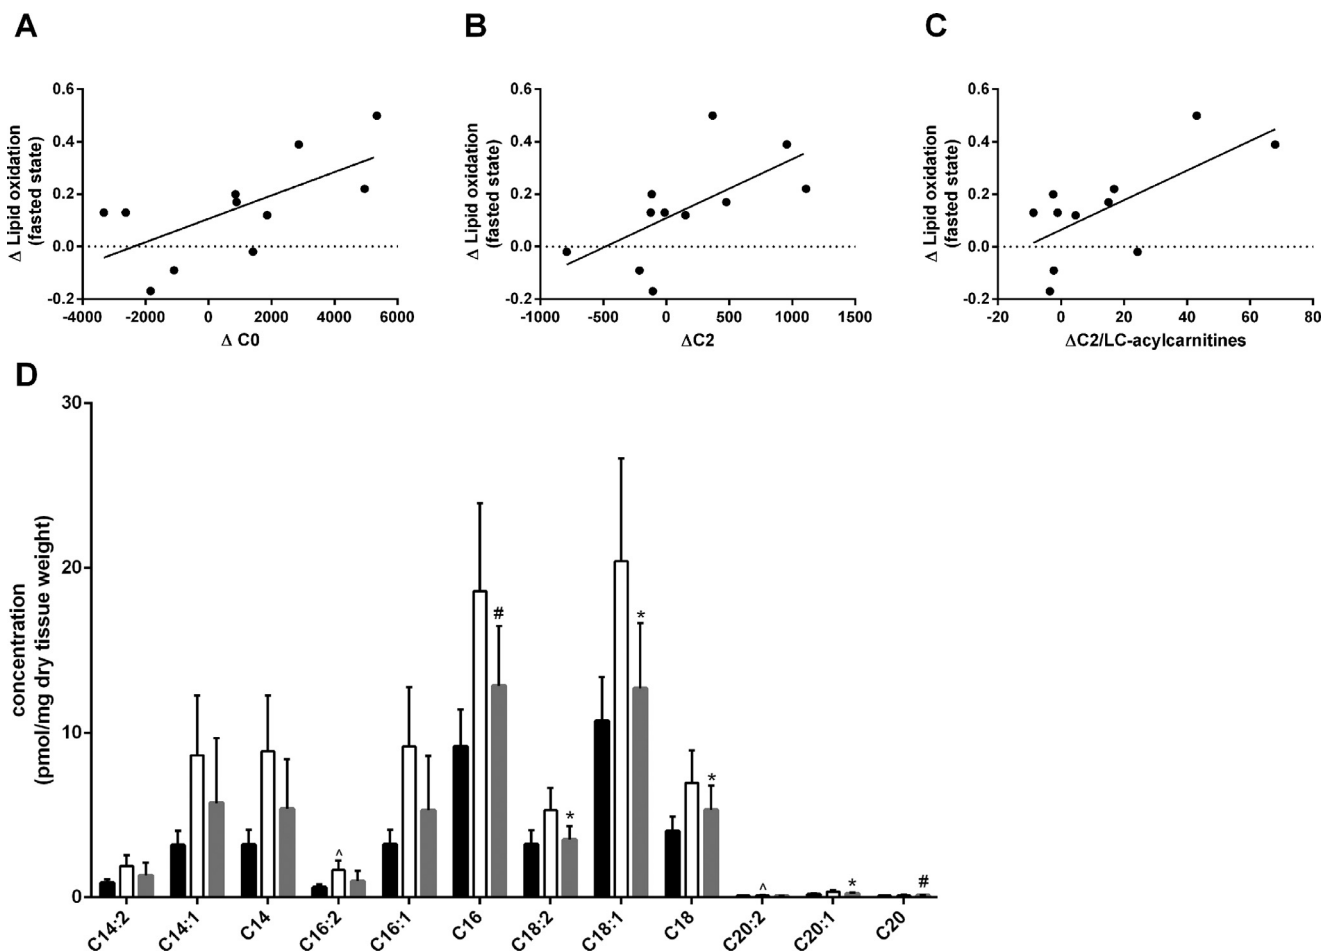 A
B
C
Δ Lipid oxidation
(fasted state)
0.6
0.4
0.2
0.0
-0.2
-4000
-2000
0
2000
4000
6000
Δ C0
Δ Lipid oxidation
(fasted state)
0.6
0.4
0.2
0.0
-0.2
-1000
-500
0
500
1000
1500
ΔC2
Δ Lipid oxidation
(fasted state)
0.6
0.4
0.2
0.0
-0.2
-20
0
20
40
60
80
ΔC2/LC-acylcarnitines
D
concentration
(pmol/mg dry tissue weight)
30
20
10
0
^
#
*
*
*
^
*
#
C14:2
C14:1
C14
C16:2
C16:1
C16
C18:2
C18:1
C18
C20:2
C20:1
C20